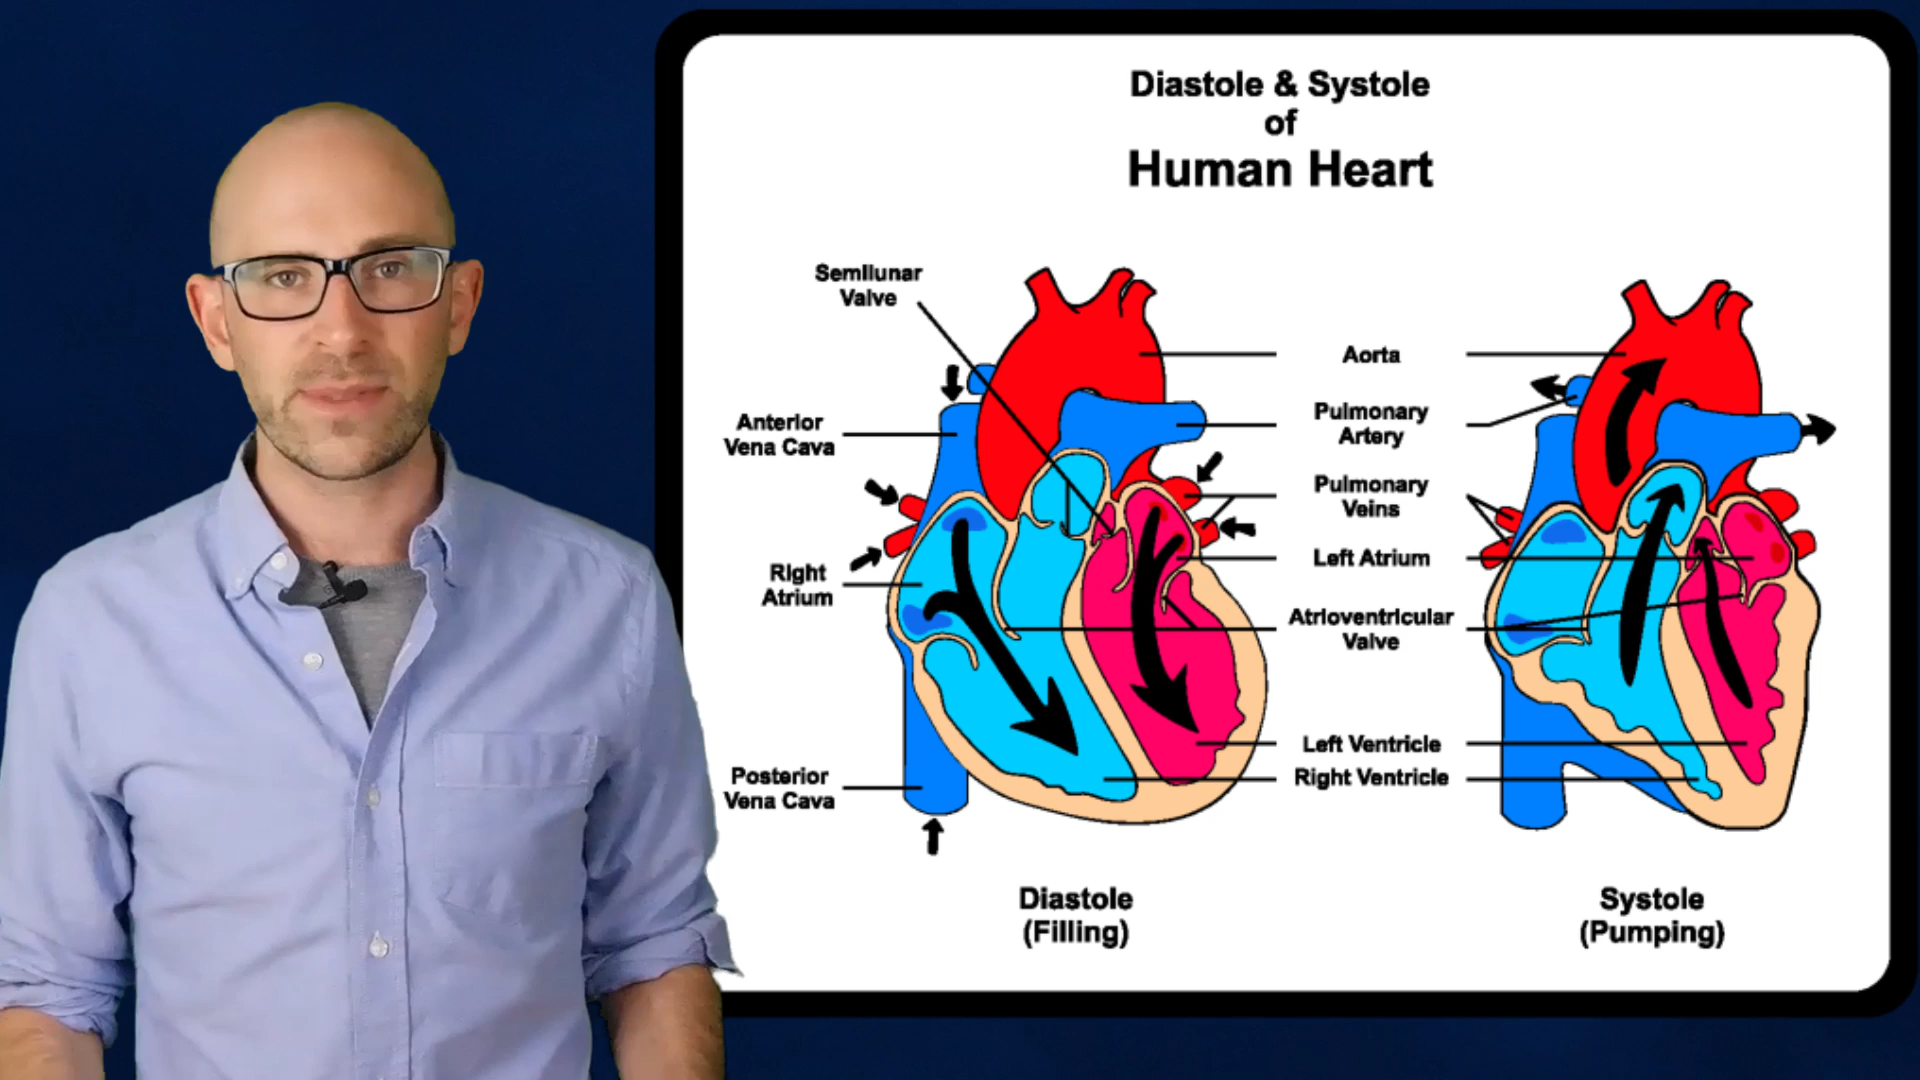 Diastole & Systole
of
Human Heart
Semilunar
Valve
Anterior
Vena Cava
Right
Atrium
Posterior
Vena Cava
Aorta
Pulmonary
Artery
Pulmonary
Veins
Left Atrium
Atrioventricular
Valve
Left Ventricle
Right Ventricle
Diastole
(Filling)
Systole
(Pumping)